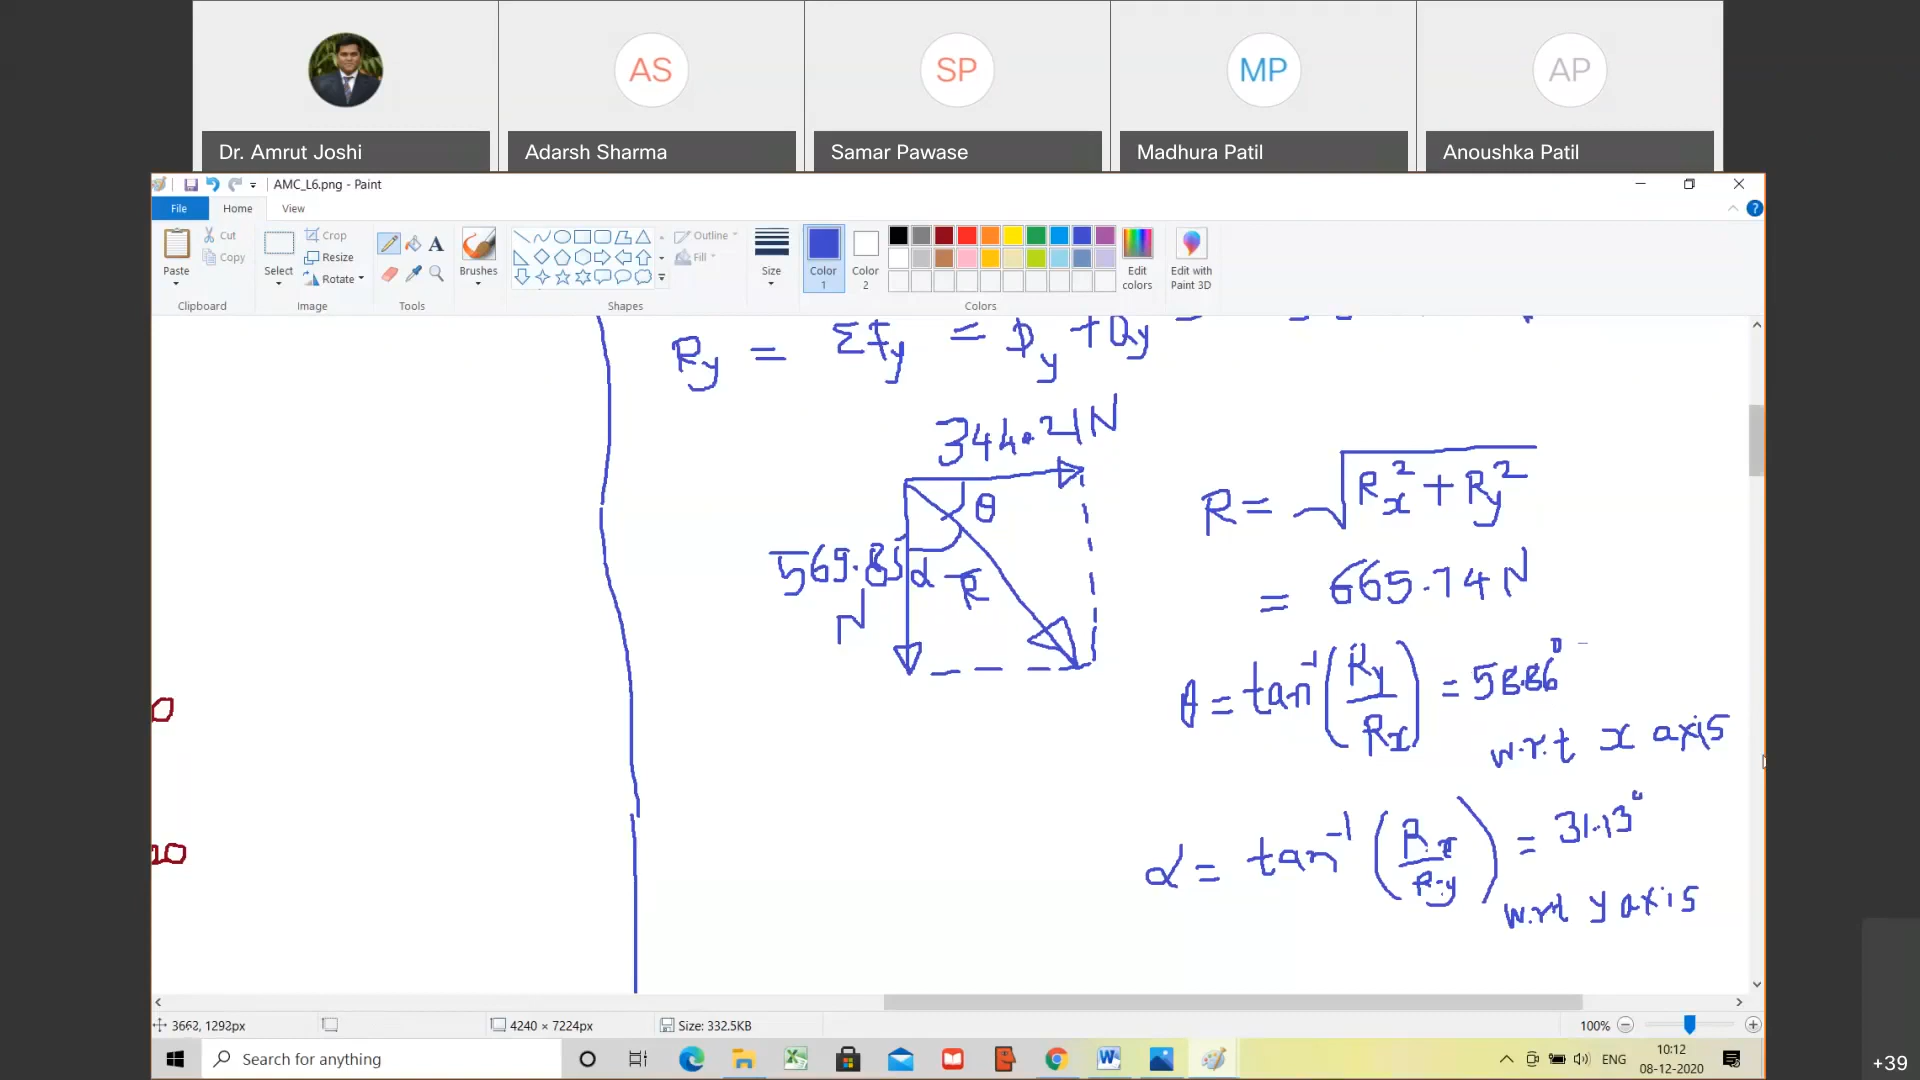 AS
SP
MP
AP
Dr. Amrut Joshi
Adarsh Sharma
Samar Pawase
Madhura Patil
Anoushka Patil
AMC_L6.png - Paint
File
Home
View
Paste
Cut
Copy
Select
Crop
Resize
Rotate
A
Brushes
Outline
Fill
Size
Color 1
Color 2
Edit colors
Edit with Paint 3D
Clipboard
Image
Tools
Shapes
Colors
Ry = ΣFy = Py + Qy
344.21N
θ
569.85
N
α
R
R = √Rx² + Ry²
= 665.74 N
θ = tan⁻¹(Ry/Rx) = 58.86°
w.r.t x axis
α = tan⁻¹(Rx/Ry) = 31.13°
w.r.t y axis
3662, 1292px
4240 × 7224px
Size: 332.5KB
100%
Search for anything
ENG
10:12
08-12-2020
+39